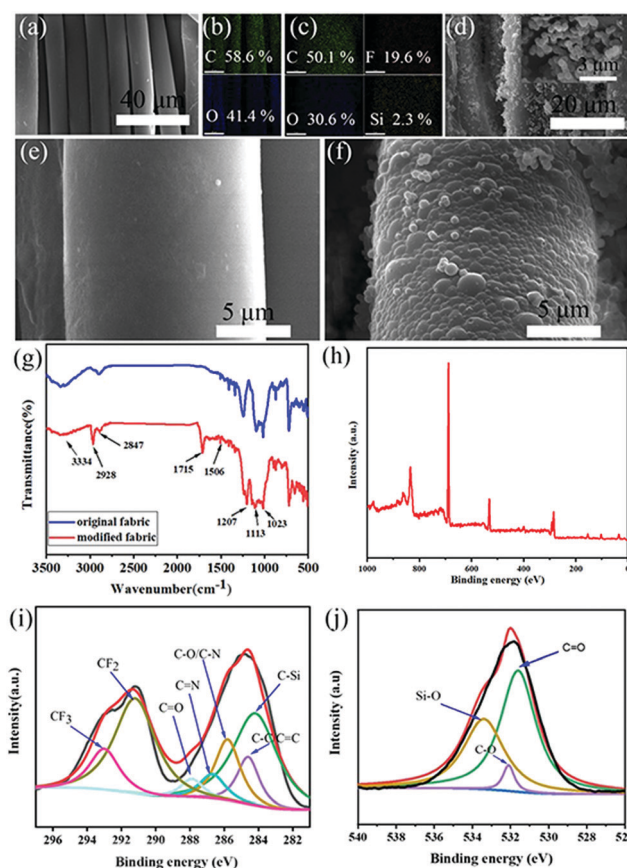 (a)
40 μm
(b)
C 58.6 %
O 41.4 %
(c)
C 50.1 %
F 19.6 %
O 30.6 %
Si 2.3 %
(d)
3 μm
20 μm
(e)
5 μm
(f)
5 μm
(g)
Transmittance(%)
3334
2928
2847
1715
1506
1207
1113
1023
original fabric
modified fabric
3500 3000 2500 2000 1500 1000 500
Wavenumber(cm-1)
(h)
Intensity (a.u.)
1000 800 600 400 200 0
Binding energy (eV)
(i)
Intensity(a.u.)
CF3
CF2
C=O
C=N
C-O/C-N
C-Si
C-C/C=C
296 294 292 290 288 286 284 282 281
Binding energy (eV)
(j)
Intensity(a.u)
Si-O
C-O
C=O
540 538 536 534 532 530 528 526
Binding energy (eV)